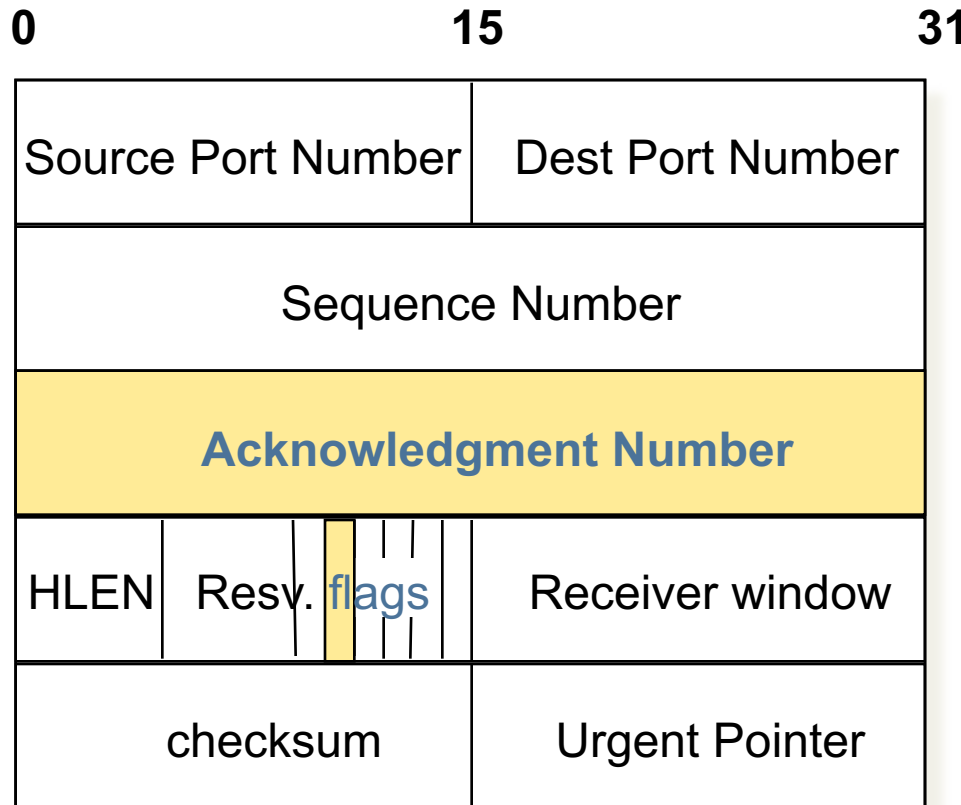 0 15 31
Source Port Number Dest Port Number
Sequence Number
Acknowledgment Number
HLEN Resv. flags Receiver window
checksum Urgent Pointer